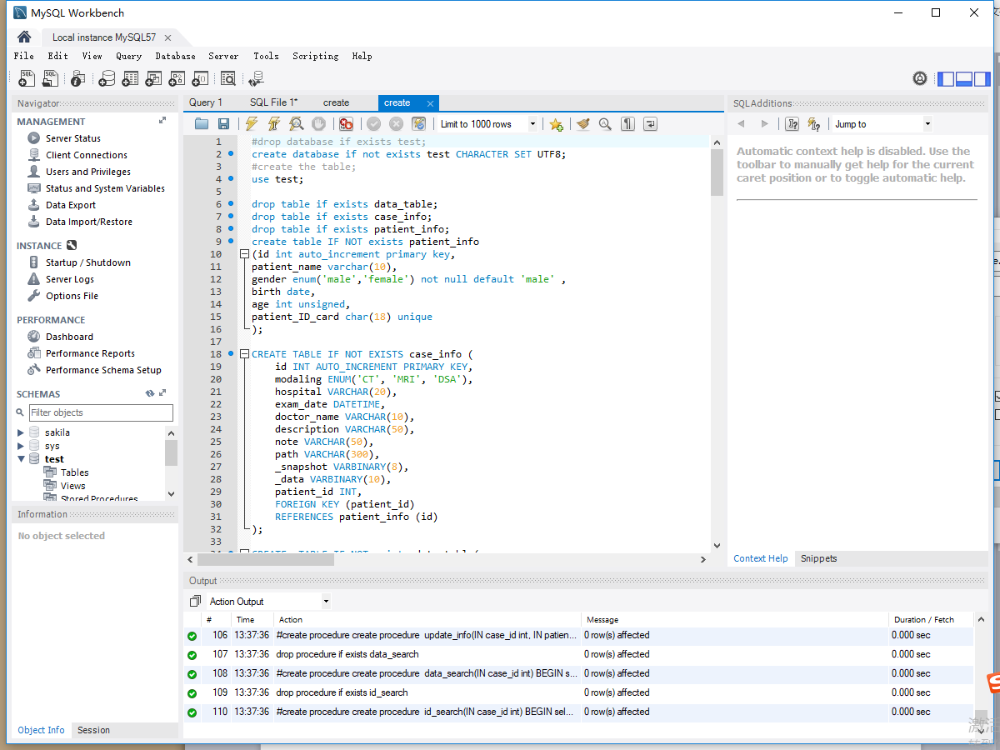 MySQL Workbench
Local instance MySQL57
File Edit View Query Database Server Tools Scripting Help
Navigator
MANAGEMENT
Server Status
Client Connections
Users and Privileges
Status and System Variables
Data Export
Data Import/Restore
INSTANCE
Startup / Shutdown
Server Logs
Options File
PERFORMANCE
Dashboard
Performance Reports
Performance Schema Setup
SCHEMAS
Filter objects
sakila
sys
test
Tables
Views
Stored Procedures
Information
No object selected
Object Info Session
Query 1 SQL File 1* create create
Limit to 1000 rows
1 #drop database if exists test;
2 create database if not exists test CHARACTER SET UTF8;
3 #create the table;
4 use test;
5
6 drop table if exists data_table;
7 drop table if exists case_info;
8 drop table if exists patient_info;
9 create table IF NOT exists patient_info
10 (id int auto_increment primary key,
11 patient_name varchar(10),
12 gender enum('male','female') not null default 'male' ,
13 birth date,
14 age int unsigned,
15 patient_ID_card char(18) unique
16 );
17
18 CREATE TABLE IF NOT EXISTS case_info (
19 id INT AUTO_INCREMENT PRIMARY KEY,
20 modaling ENUM('CT', 'MRI', 'DSA'),
21 hospital VARCHAR(20),
22 exam_date DATETIME,
23 doctor_name VARCHAR(10),
24 description VARCHAR(50),
25 note VARCHAR(50),
26 path VARCHAR(300),
27 _snapshot VARBINARY(8),
28 _data VARBINARY(10),
29 patient_id INT,
30 FOREIGN KEY (patient_id)
31 REFERENCES patient_info (id)
32 );
33
SQLAdditions
Jump to
Automatic context help is disabled. Use the
toolbar to manually get help for the current
caret position or to toggle automatic help.
Context Help Snippets
Output
Action Output
# Time Action Message Duration / Fetch
106 13:37:36 #create procedure create procedure update_info(IN case_id int, IN patien... 0 row(s) affected 0.000 sec
107 13:37:36 drop procedure if exists data_search 0 row(s) affected 0.000 sec
108 13:37:36 #create procedure create procedure data_search(IN case_id int) BEGIN s... 0 row(s) affected 0.000 sec
109 13:37:36 drop procedure if exists id_search 0 row(s) affected 0.000 sec
110 13:37:36 #create procedure create procedure id_search(IN case_id int) BEGIN sel... 0 row(s) affected 0.000 sec
激活